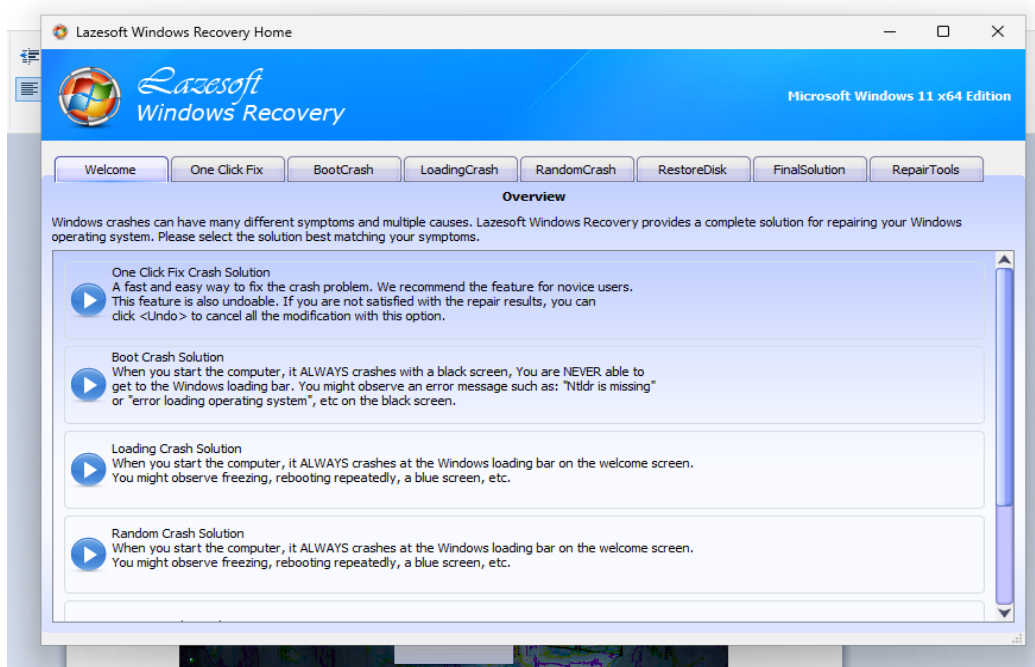 Lazesoft Windows Recovery Home
Lazesoft
Windows Recovery
Microsoft Windows 11 x64 Edition
Welcome
One Click Fix
BootCrash
LoadingCrash
RandomCrash
RestoreDisk
FinalSolution
RepairTools
Overview
Windows crashes can have many different symptoms and multiple causes. Lazesoft Windows Recovery provides a complete solution for repairing your Windows
operating system. Please select the solution best matching your symptoms.
One Click Fix Crash Solution
A fast and easy way to fix the crash problem. We recommend the feature for novice users.
This feature is also undoable. If you are not satisfied with the repair results, you can
click <Undo> to cancel all the modification with this option.
Boot Crash Solution
When you start the computer, it ALWAYS crashes with a black screen, You are NEVER able to
get to the Windows loading bar. You might observe an error message such as: "Ntldr is missing"
or "error loading operating system", etc on the black screen.
Loading Crash Solution
When you start the computer, it ALWAYS crashes at the Windows loading bar on the welcome screen.
You might observe freezing, rebooting repeatedly, a blue screen, etc.
Random Crash Solution
When you start the computer, it ALWAYS crashes at the Windows loading bar on the welcome screen.
You might observe freezing, rebooting repeatedly, a blue screen, etc.